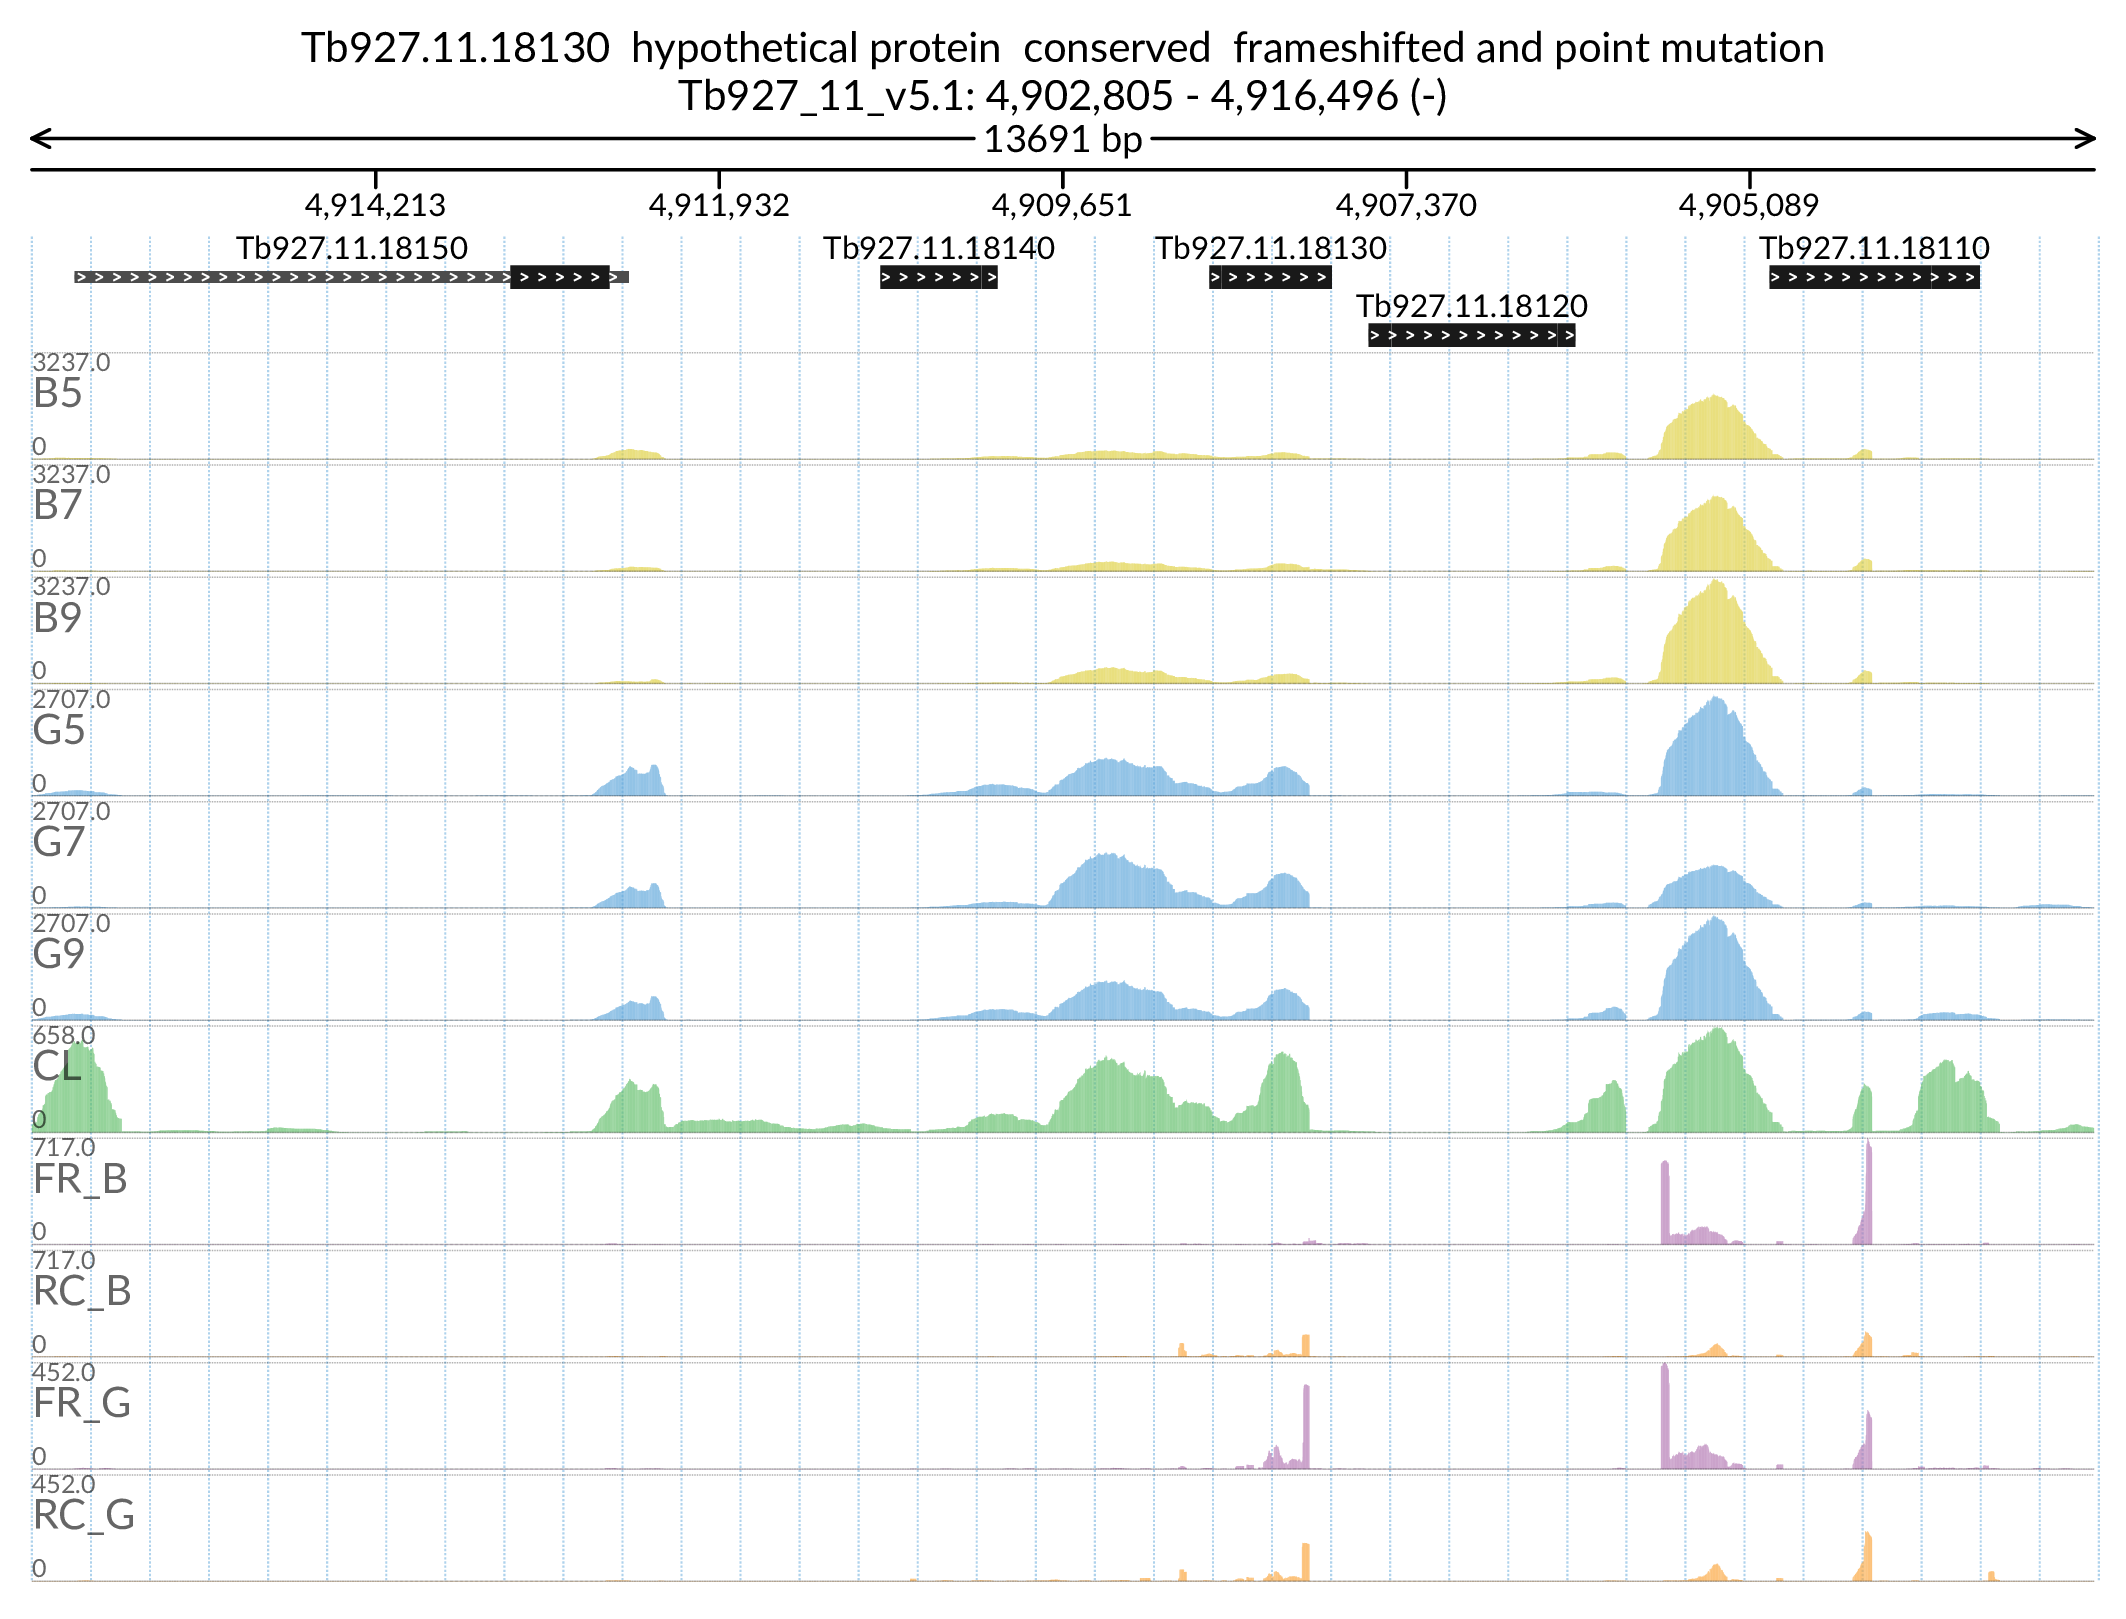 Tb927.11.18130 hypothetical protein conserved frameshifted and point mutation
Tb927_11_v5.1: 4,902,805 - 4,916,496 (-)
13691 bp
4,914,213 4,911,932 4,909,651 4,907,370 4,905,089
Tb927.11.18150 Tb927.11.18140 Tb927.11.18130 Tb927.11.18110
Tb927.11.18120
3237.0
B5
0
3237.0
B7
0
3237.0
B9
0
2707.0
G5
0
2707.0
G7
0
2707.0
G9
0
658.0
CL
0
717.0
FR_B
0
717.0
RC_B
0
452.0
FR_G
0
452.0
RC_G
0